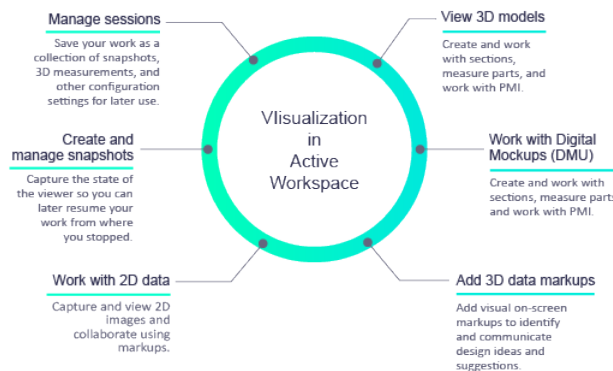 Manage sessions
Save your work as a
collection of snapshots,
3D measurements, and
other configuration
settings for later use.
View 3D models
Create and work
with sections,
measure parts, and
work with PMI.
VIisualization
in
Active
Workspace
Create and
manage snapshots
Capture the state of
the viewer so you can
later resume your
work from where
you stopped.
Work with Digital
Mockups (DMU)
Create and work with
sections, measure parts
and work with PMI.
Work with 2D data
Capture and view 2D
images and
collaborate using
markups.
Add 3D data markups
Add visual on-screen
markups to identify
and communicate
design ideas and
suggestions.